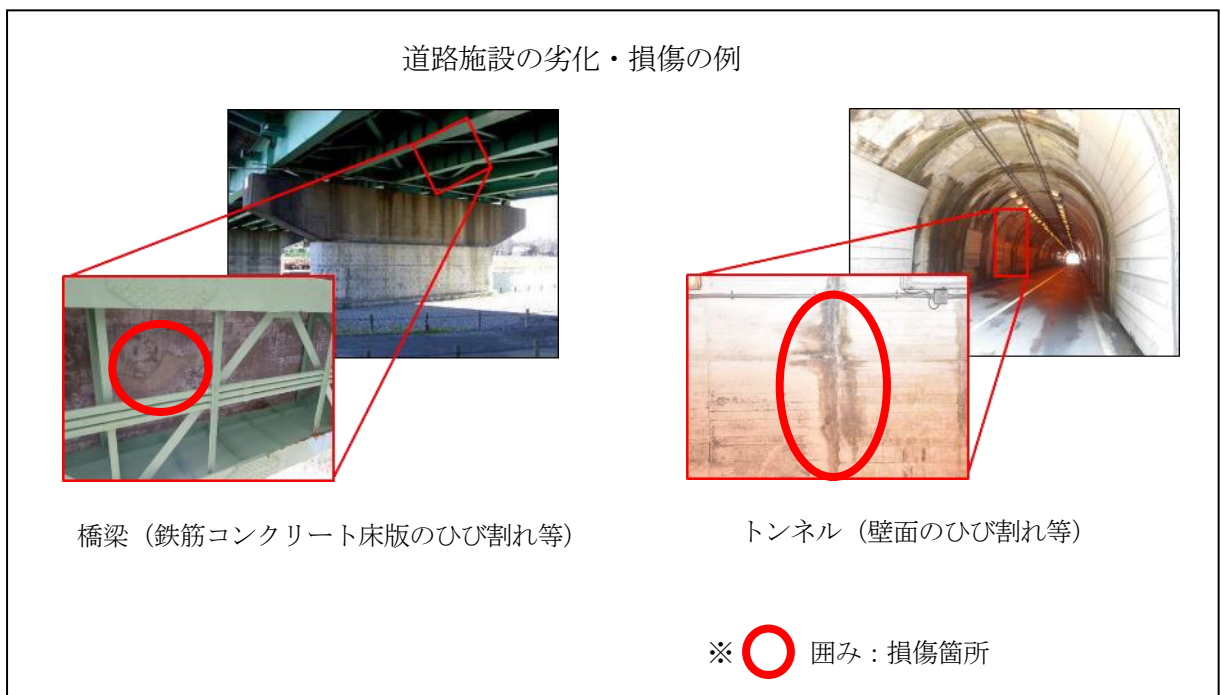 道路施設の劣化・損傷の例
橋梁（鉄筋コンクリート床版のひび割れ等）
トンネル（壁面のひび割れ等）
※ 囲み：損傷箇所